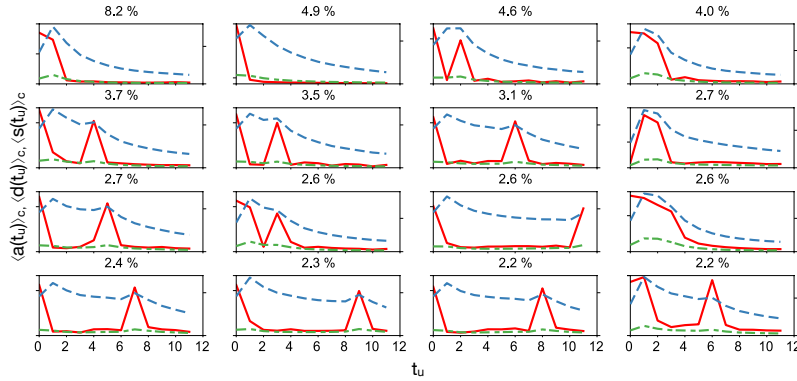 8.2 % 4.9 % 4.6 % 4.0 %
3.7 % 3.5 % 3.1 % 2.7 %
2.7 % 2.6 % 2.6 % 2.6 %
2.4 % 2.3 % 2.2 % 2.2 %
⟨a(tᵤ)⟩c, ⟨d(tᵤ)⟩c, ⟨s(tᵤ)⟩c
0 2 4 6 8 10 12 0 2 4 6 8 10 12 0 2 4 6 8 10 12 0 2 4 6 8 10 12
tᵤ